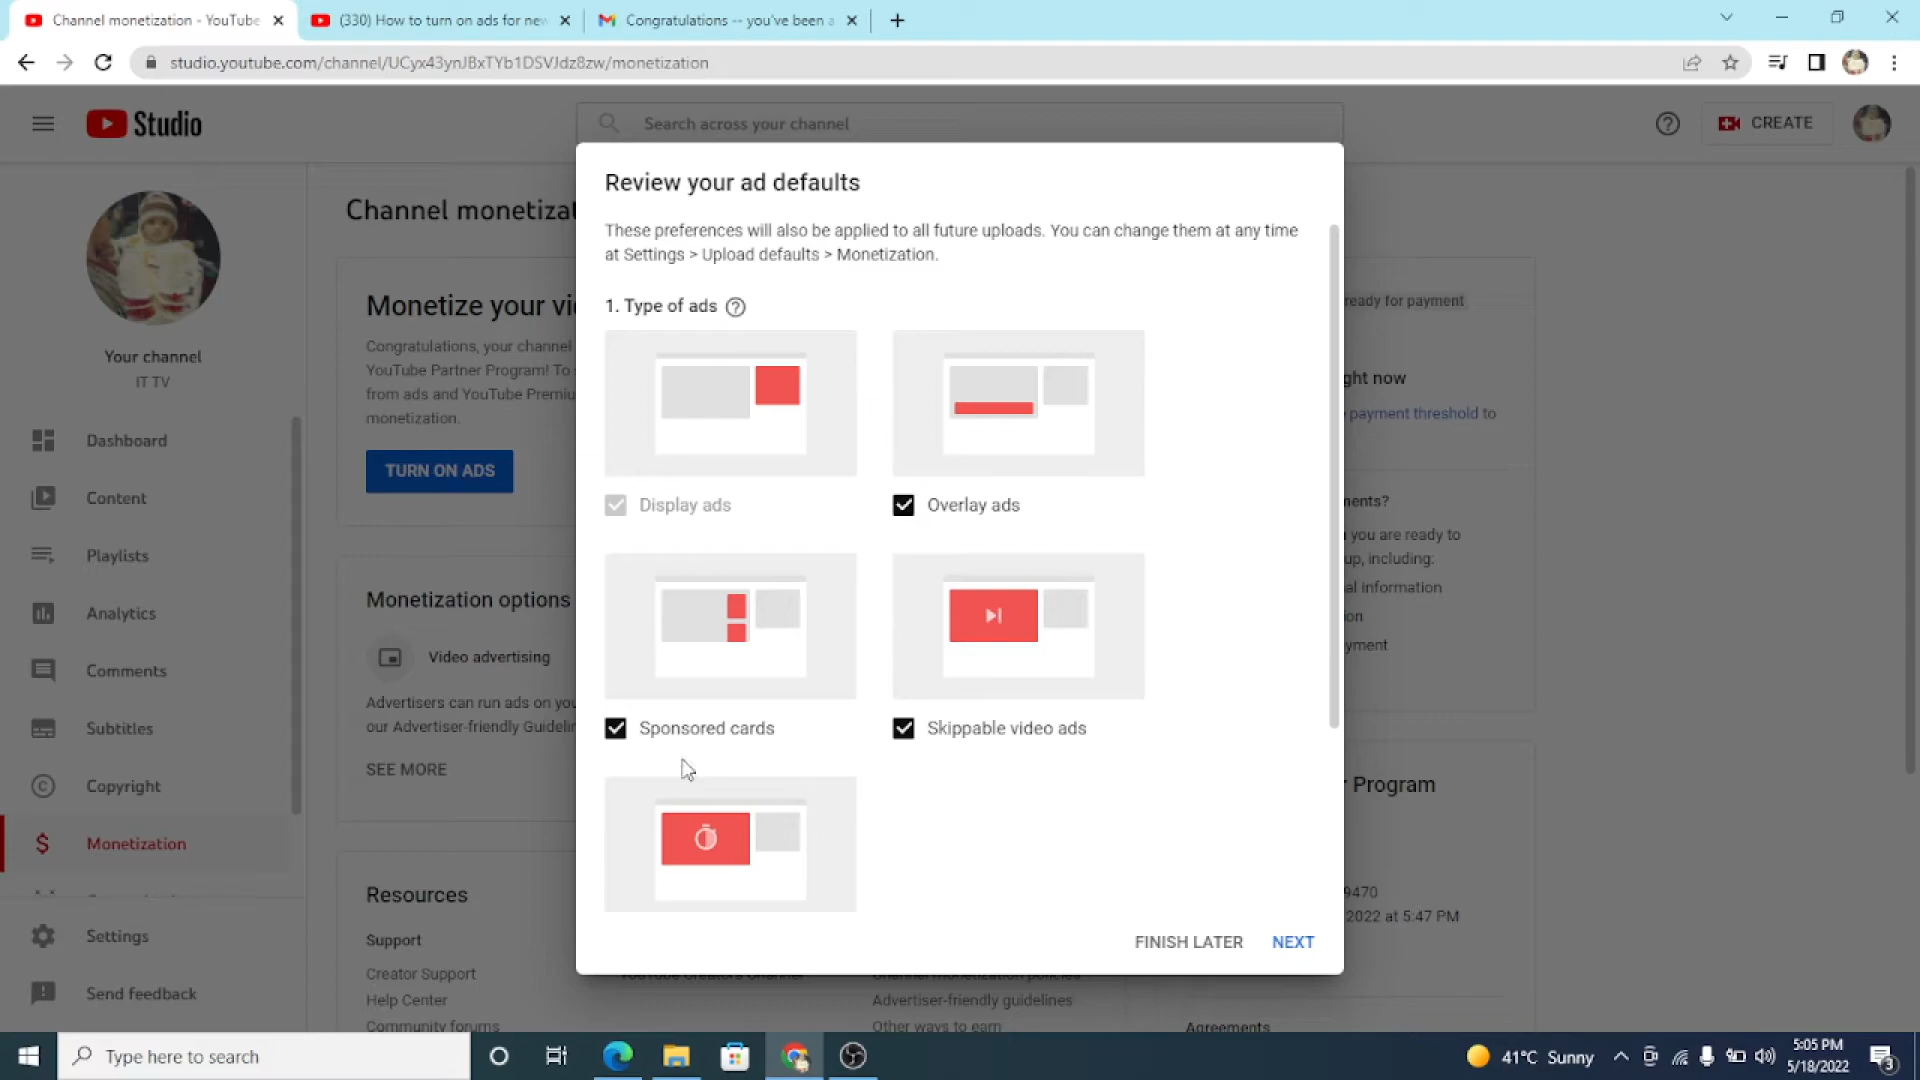 Channel monetization - YouTube
(330) How to turn on ads for new
Congratulations -- you've been a
studio.youtube.com/channel/UCyx43ynJBxTYb1DSVJdz8zw/monetization
Studio
Search across your channel
CREATE
Your channel
IT TV
Dashboard
Content
Playlists
Analytics
Comments
Subtitles
Copyright
Monetization
Settings
Send feedback
Channel monetizat
Monetize your vi
Congratulations, your channel
YouTube Partner Program! To s
from ads and YouTube Premiu
monetization.
TURN ON ADS
Monetization options
Video advertising
Advertisers can run ads on you
our Advertiser-friendly Guidelin
SEE MORE
Resources
Support
Creator Support
Help Center
Community forums
Review your ad defaults
These preferences will also be applied to all future uploads. You can change them at any time
at Settings > Upload defaults > Monetization.
1. Type of ads
Display ads
Overlay ads
Sponsored cards
Skippable video ads
FINISH LATER
NEXT
YouTube Creators Channel
Channel monetization policies
Advertiser-friendly guidelines
Other ways to earn
ready for payment
ght now
payment threshold to
ments?
you are ready to
up, including:
al information
ion
yment
r Program
9470
2022 at 5:47 PM
Agreements
Type here to search
41°C Sunny
5:05 PM
5/18/2022
3